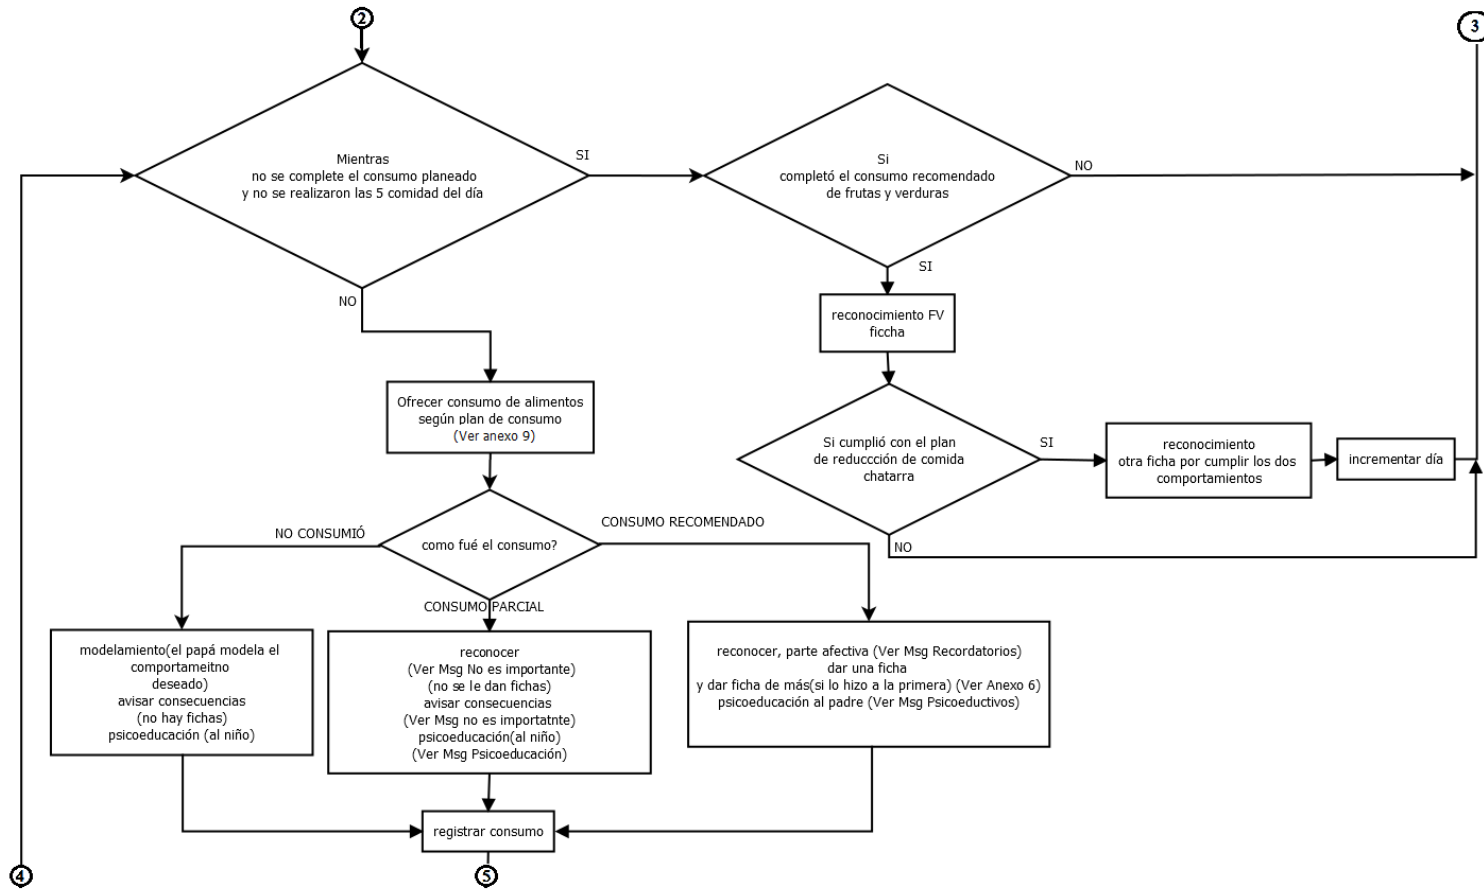 2
3
Mientras
no se complete el consumo planeado
y no se realizaron las 5 comidad del día
SI
Si
completó el consumo recomendado
de frutas y verduras
NO
SI
NO
reconocimiento FV
ficcha
Ofrecer consumo de alimentos
según plan de consumo
(Ver anexo 9)
Si cumplió con el plan
de reduccción de comida
chatarra
SI
reconocimiento
otra ficha por cumplir los dos
comportamientos
incrementar día
NO
como fué el consumo?
NO CONSUMIÓ
CONSUMO RECOMENDADO
CONSUMO PARCIAL
modelamiento(el papá modela el
comportameitno
deseado)
avisar consecuencias
(no hay fichas)
psicoeducación (al niño)
reconocer
(Ver Msg No es importante)
(no se le dan fichas)
avisar consecuencias
(Ver Msg no es importatnte)
psicoeducación(al niño)
(Ver Msg Psicoeducación)
reconocer, parte afectiva (Ver Msg Recordatorios)
dar una ficha
y dar ficha de más(si lo hizo a la primera) (Ver Anexo 6)
psicoeducación al padre (Ver Msg Psicoeductivos)
registrar consumo
4
5